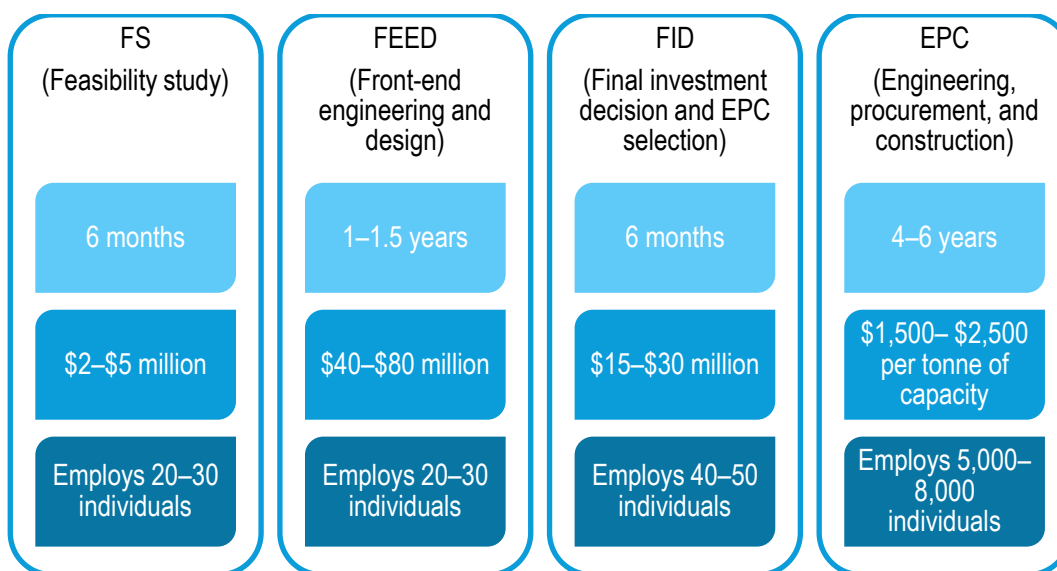 FS
(Feasibility study)
6 months
$2–$5 million
Employs 20–30
individuals
FEED
(Front-end
engineering and
design)
1–1.5 years
$40–$80 million
Employs 20–30
individuals
FID
(Final investment
decision and EPC
selection)
6 months
$15–$30 million
Employs 40–50
individuals
EPC
(Engineering,
procurement, and
construction)
4–6 years
$1,500– $2,500
per tonne of
capacity
Employs 5,000–
8,000
individuals